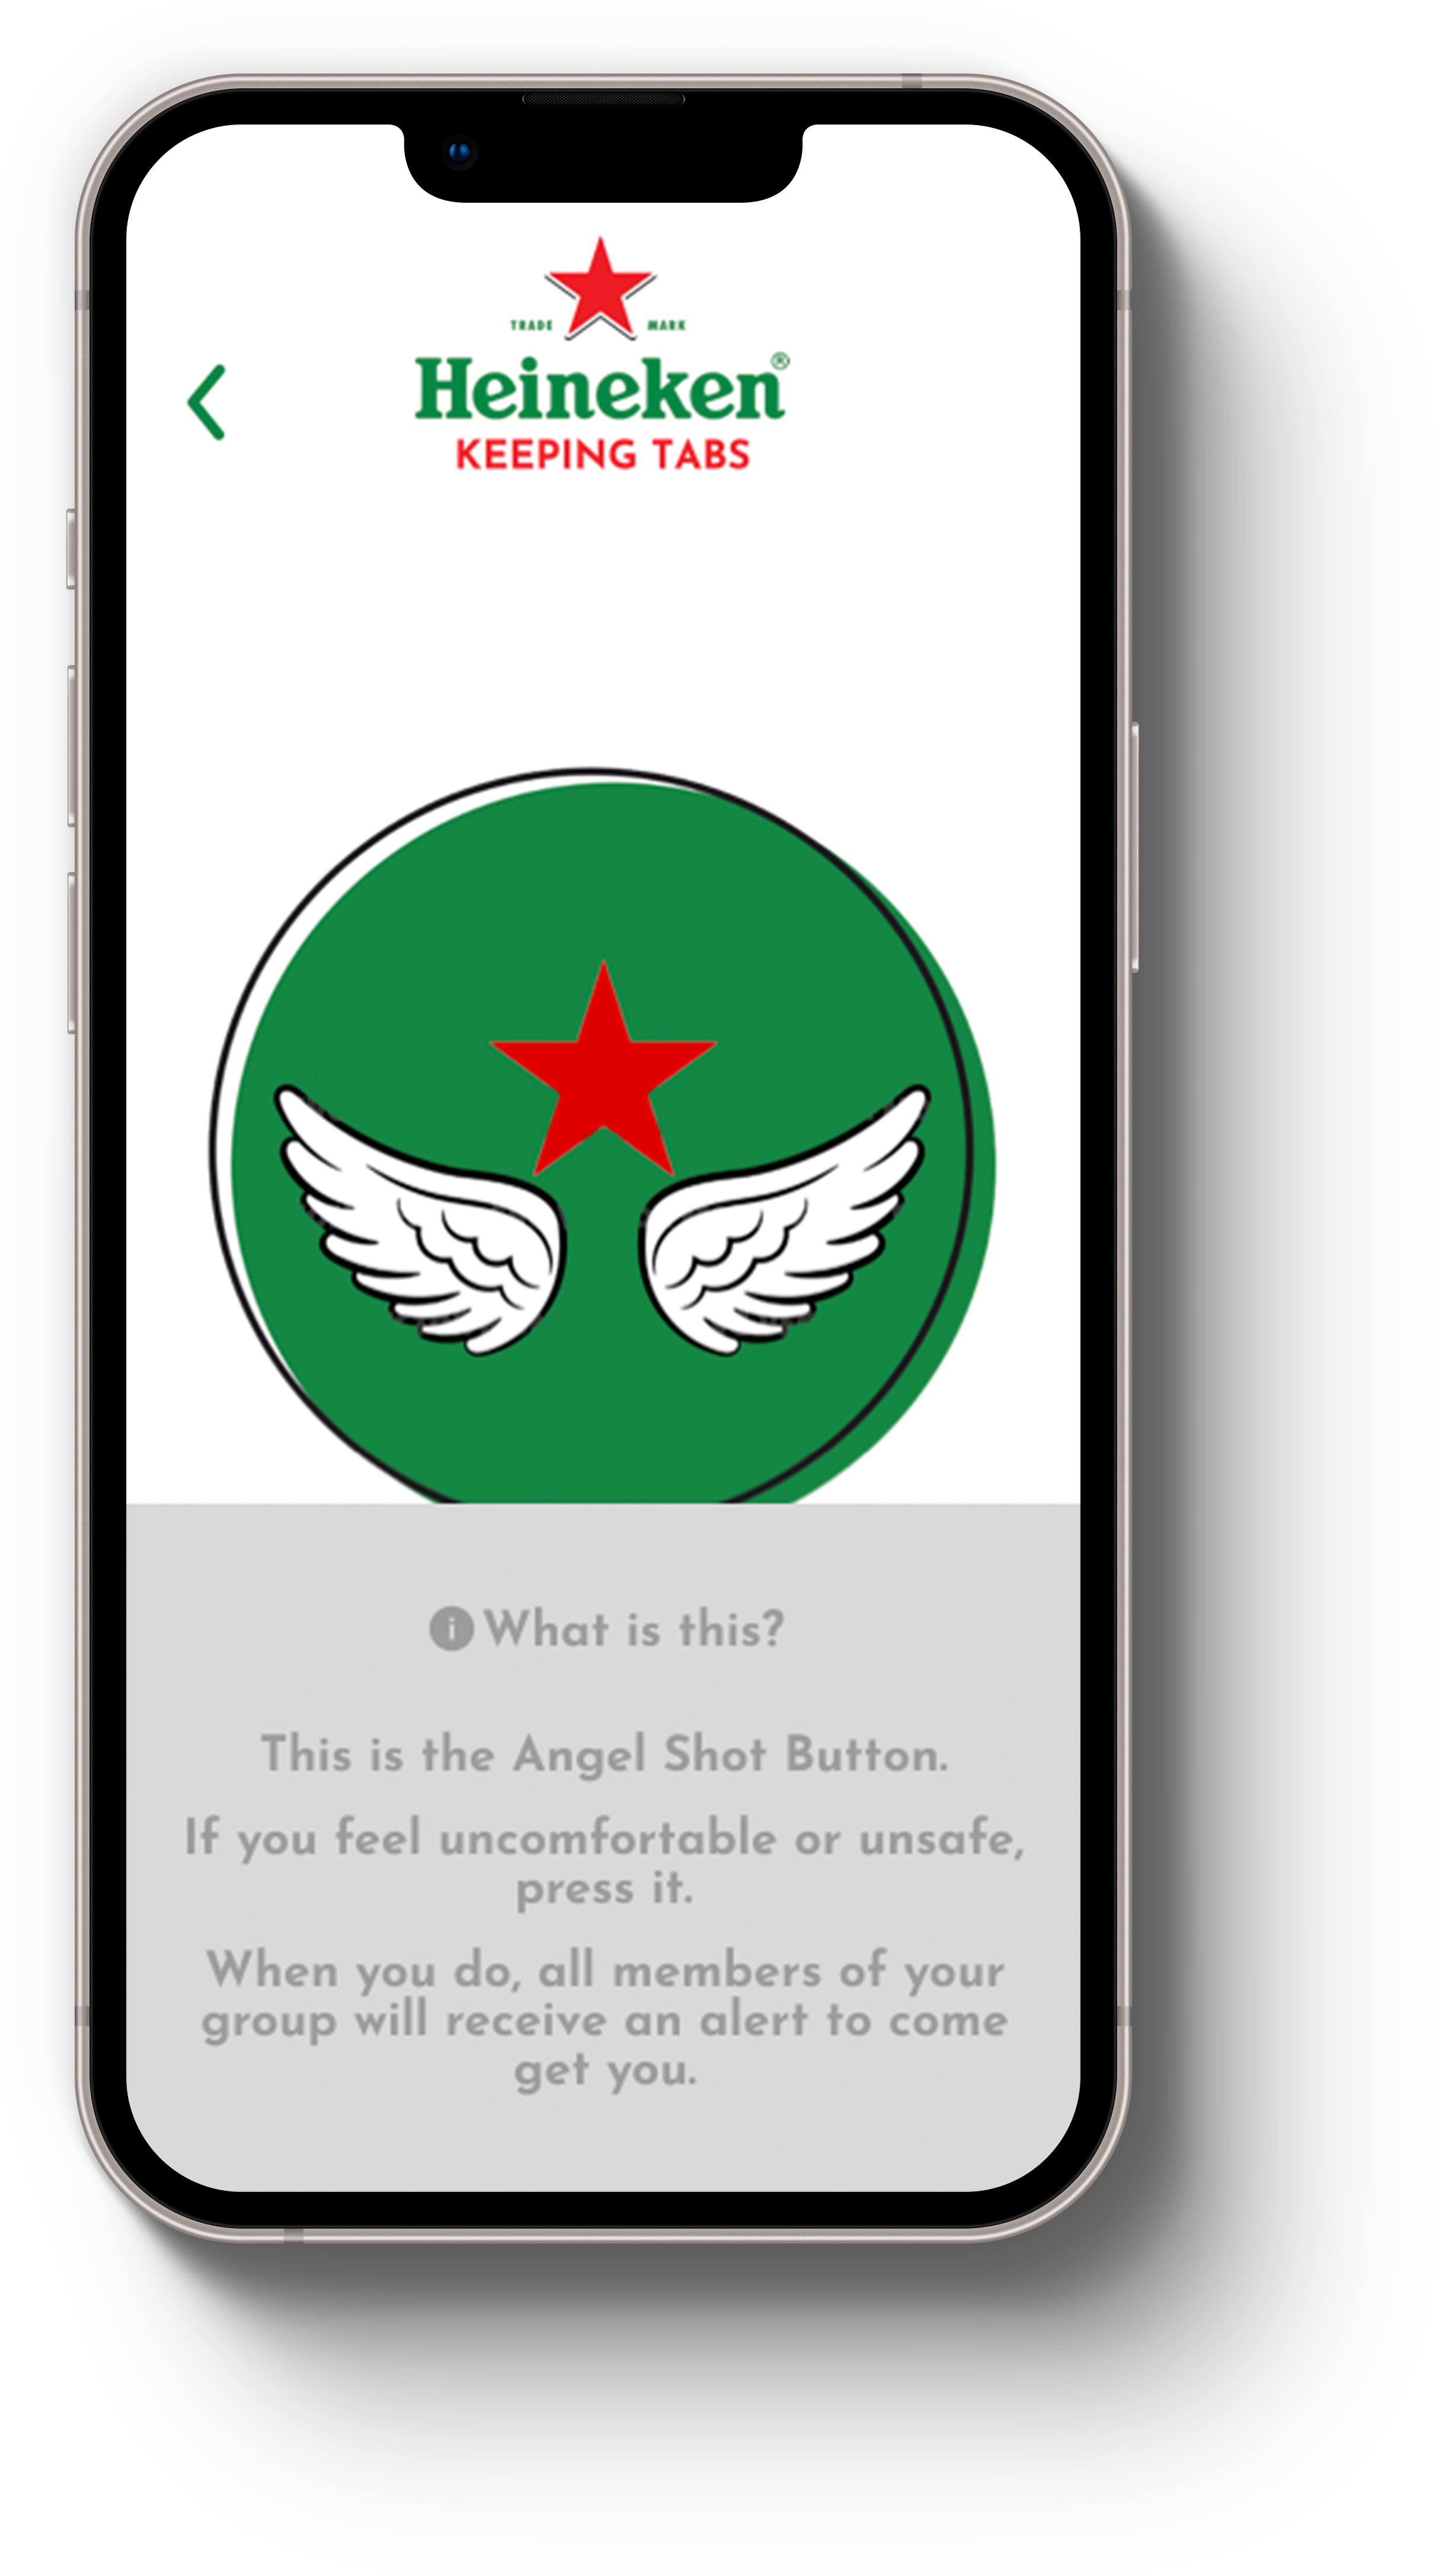 TRADE MARK
Heineken®
KEEPING TABS
What is this?
This is the Angel Shot Button.
If you feel uncomfortable or unsafe,
press it.
When you do, all members of your
group will receive an alert to come
get you.